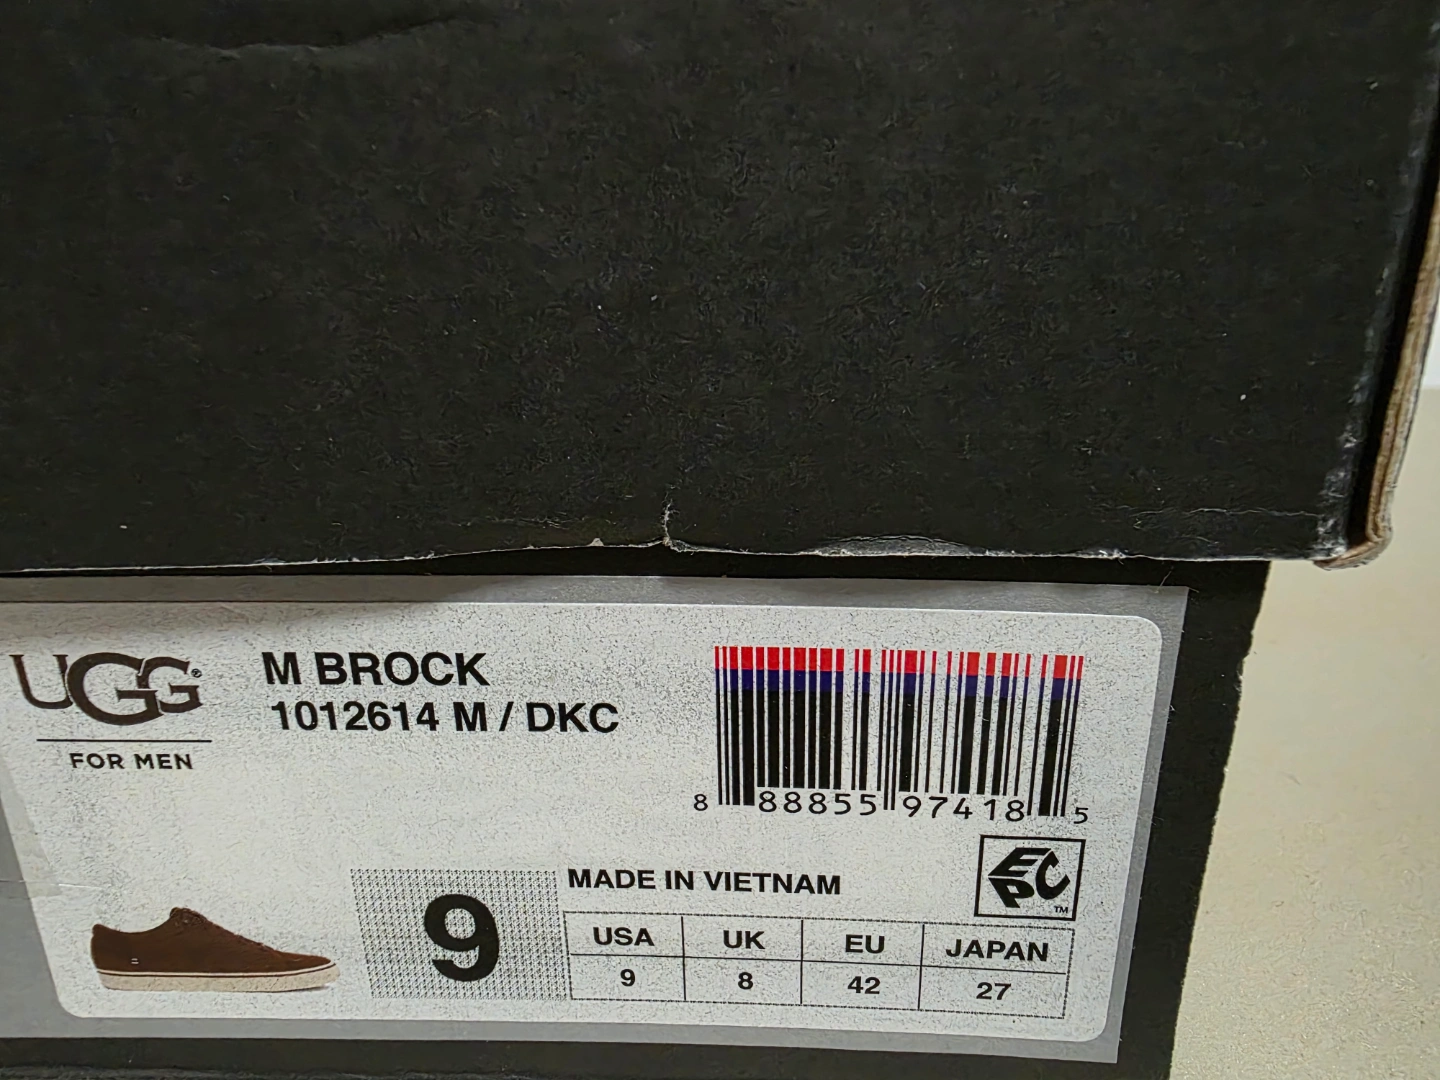 UGG®
FOR MEN
M BROCK
1012614 M / DKC
8 88855 97418 5
MADE IN VIETNAM
EPC™
9
USA UK EU JAPAN
9 8 42 27